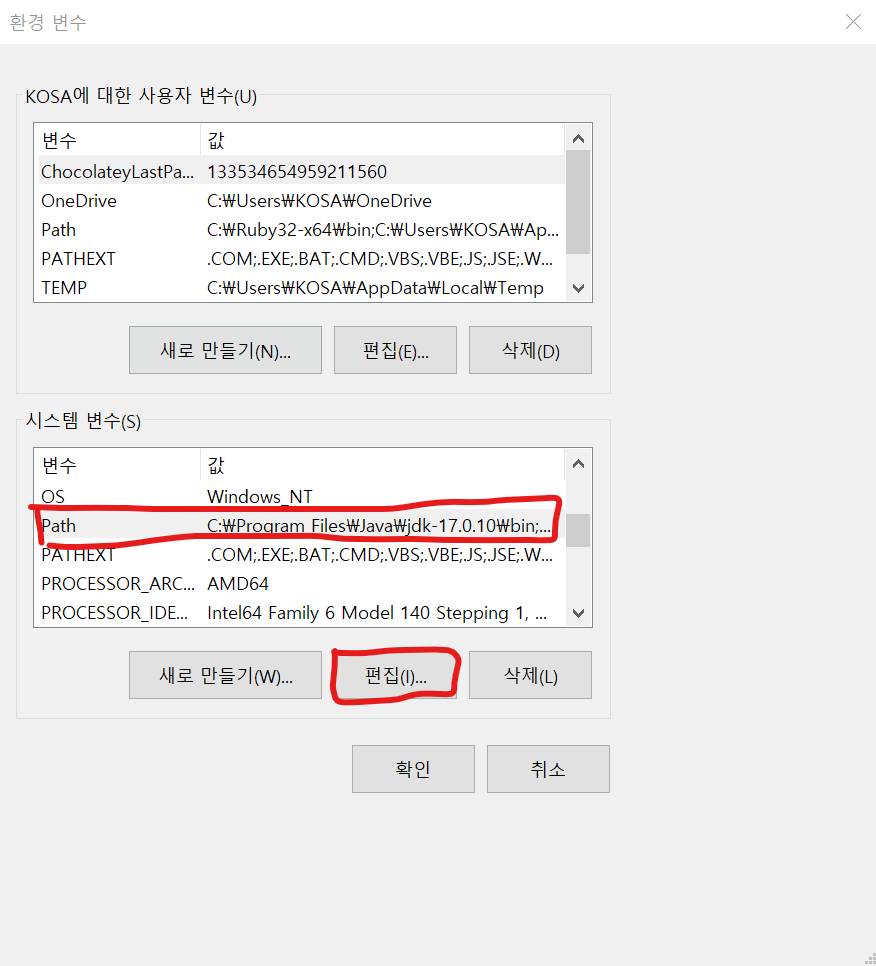 환경 변수
KOSA에 대한 사용자 변수(U)
변수 값
ChocolateyLastPa... 133534654959211560
OneDrive C:₩Users₩KOSA₩OneDrive
Path C:₩Ruby32-x64₩bin;C:₩Users₩KOSA₩Ap...
PATHEXT .COM;.EXE;.BAT;.CMD;.VBS;.VBE;.JS;.JSE;.W...
TEMP C:₩Users₩KOSA₩AppData₩Local₩Temp
새로 만들기(N)... 편집(E)... 삭제(D)
시스템 변수(S)
변수 값
OS Windows_NT
Path C:₩Program Files₩Java₩jdk-17.0.10₩bin;...
PATHEXT .COM;.EXE;.BAT;.CMD;.VBS;.VBE;.JS;.JSE;.W...
PROCESSOR_ARC... AMD64
PROCESSOR_IDE... Intel64 Family 6 Model 140 Stepping 1, ...
새로 만들기(W)... 편집(I)... 삭제(L)
확인 취소